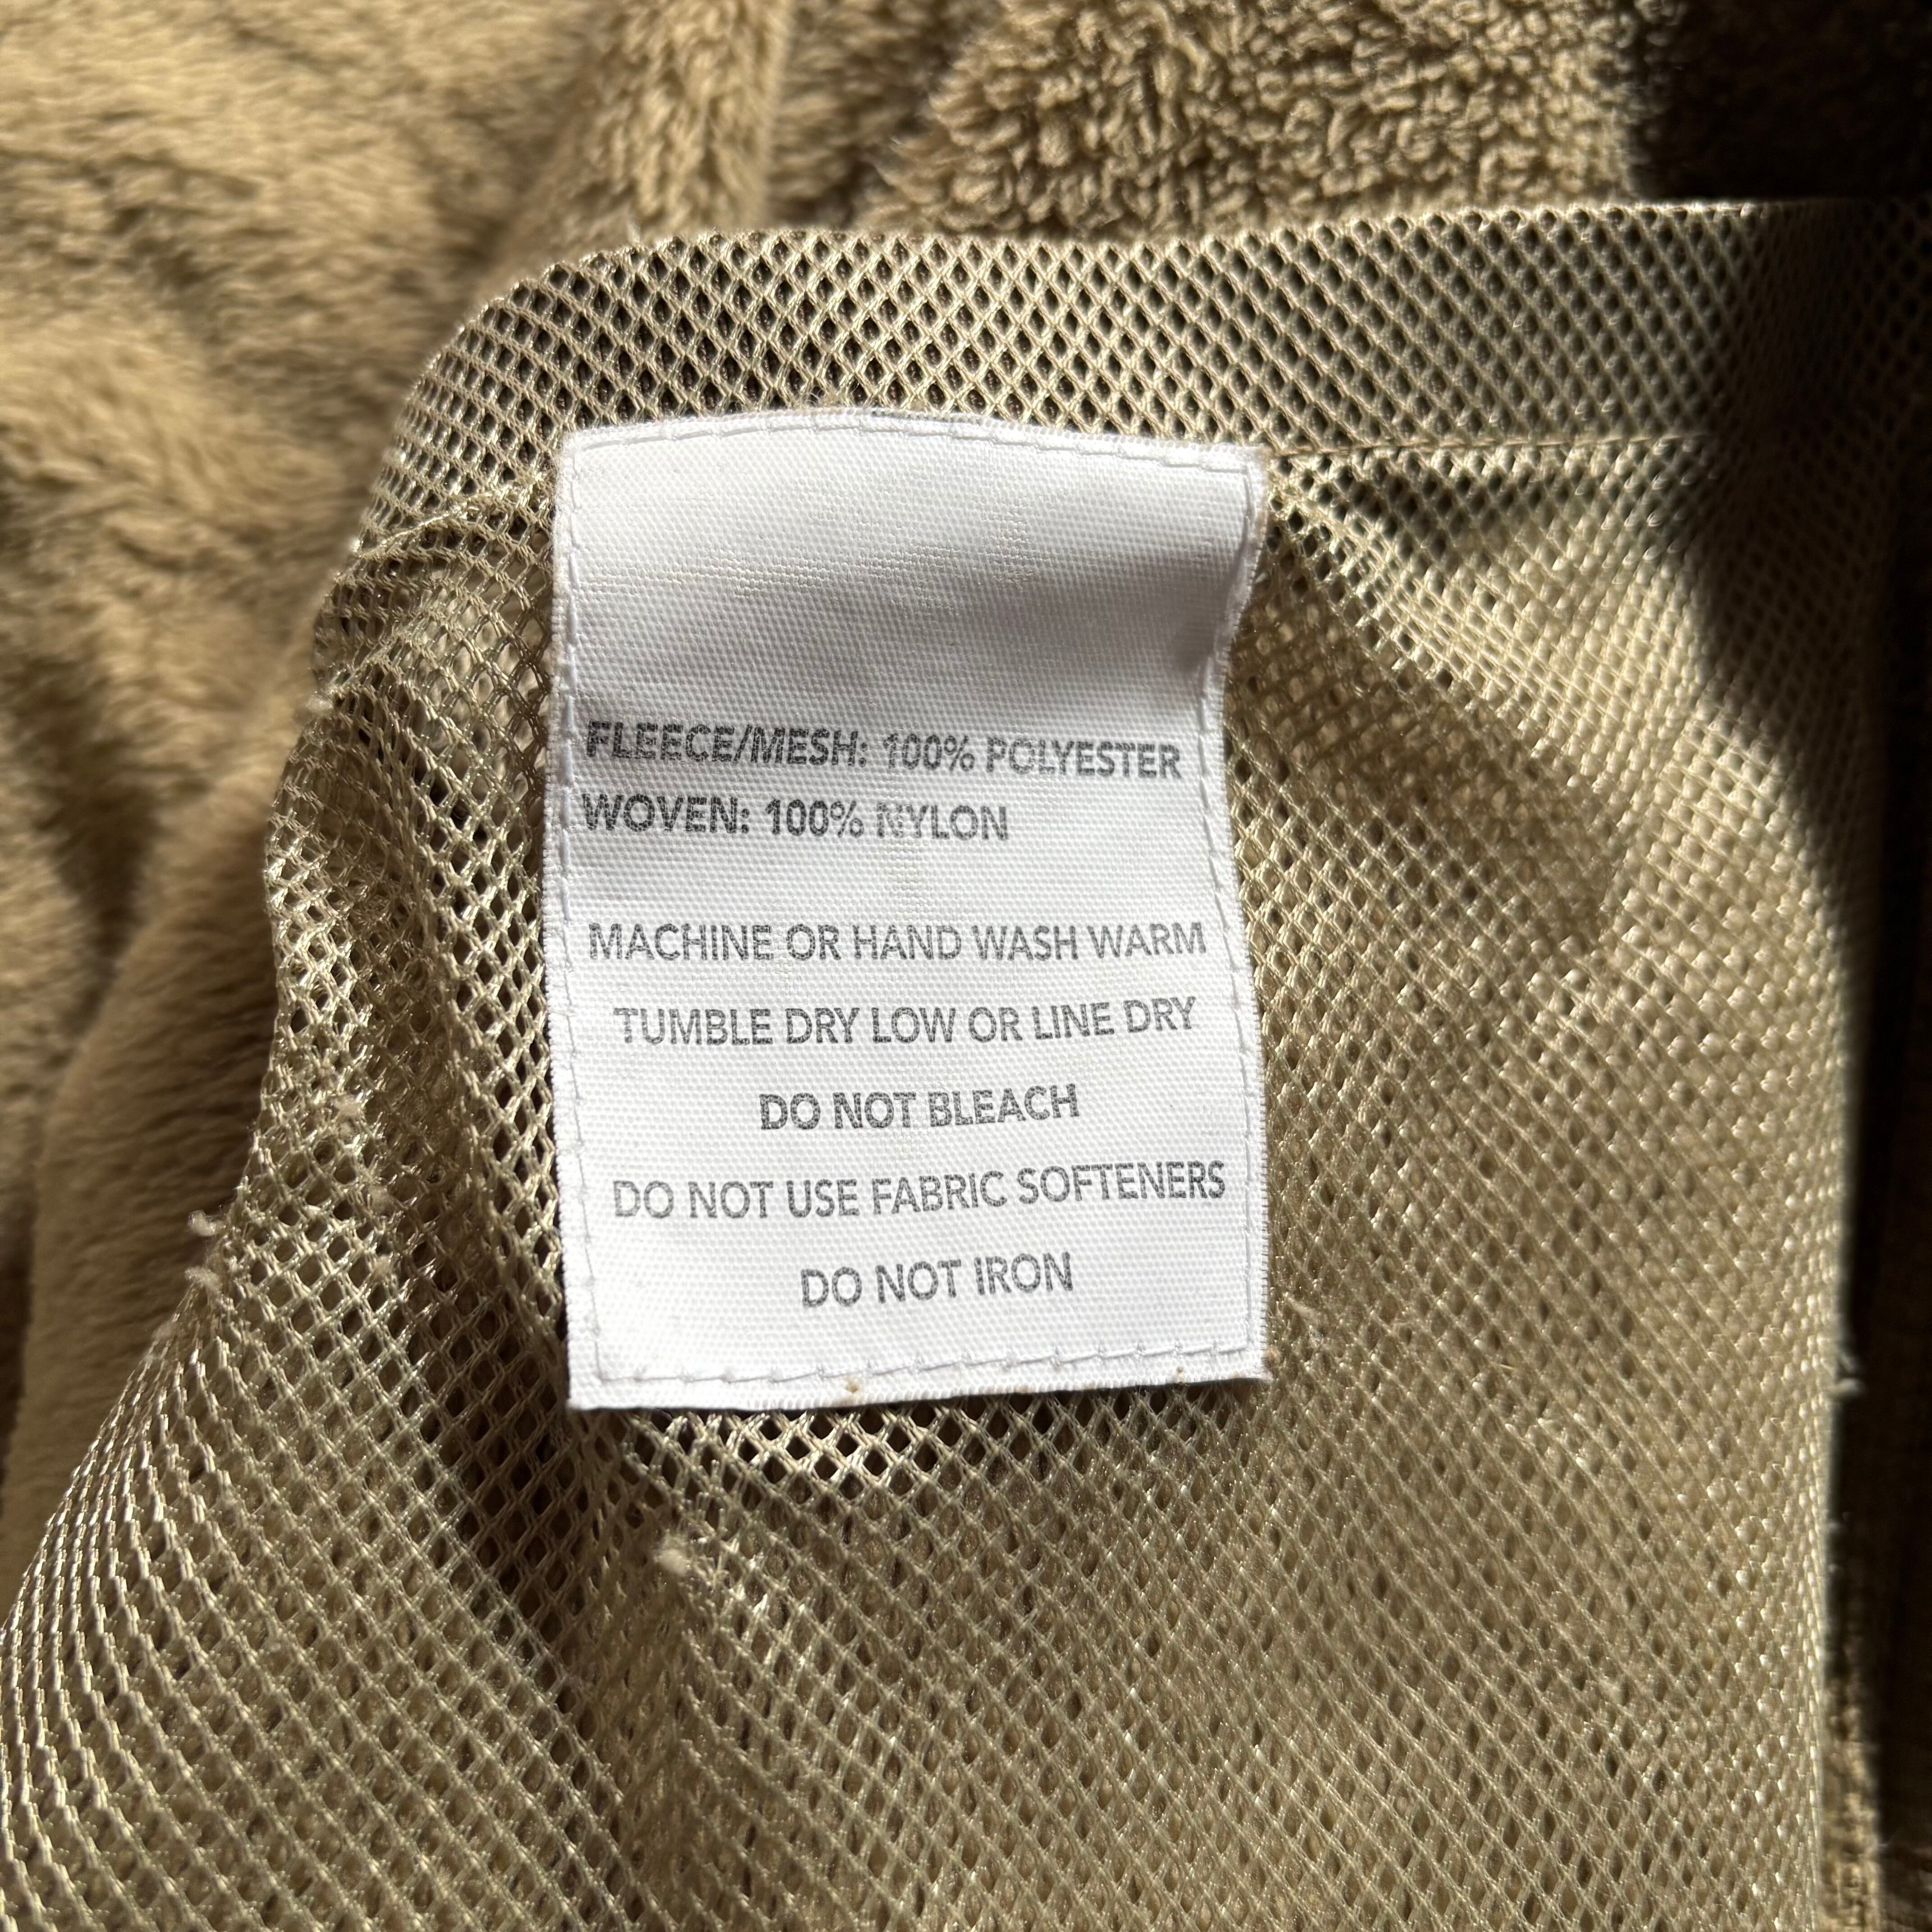 FLEECE/MESH: 100% POLYESTER
WOVEN: 100% NYLON
MACHINE OR HAND WASH WARM
TUMBLE DRY LOW OR LINE DRY
DO NOT BLEACH
DO NOT USE FABRIC SOFTENERS
DO NOT IRON